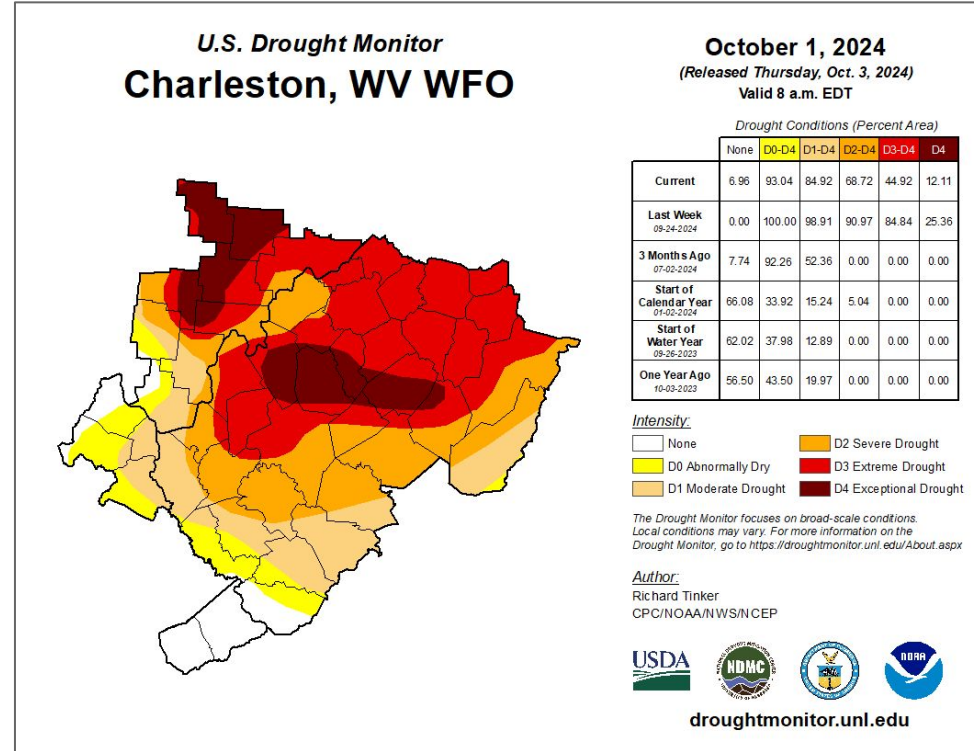 U.S. Drought Monitor
Charleston, WV WFO
October 1, 2024
(Released Thursday, Oct. 3, 2024)
Valid 8 a.m. EDT
Drought Conditions (Percent Area)
None D0-D4 D1-D4 D2-D4 D3-D4 D4
Current 6.96 93.04 84.92 68.72 44.92 12.11
Last Week
09-24-2024 0.00 100.00 98.91 90.97 84.84 25.36
3 Months Ago
07-02-2024 7.74 92.26 52.36 0.00 0.00 0.00
Start of
Calendar Year
01-02-2024 66.08 33.92 15.24 5.04 0.00 0.00
Start of
Water Year
09-26-2023 62.02 37.98 12.89 0.00 0.00 0.00
One Year Ago
10-03-2023 56.50 43.50 19.97 0.00 0.00 0.00
Intensity:
None
D0 Abnormally Dry
D1 Moderate Drought
D2 Severe Drought
D3 Extreme Drought
D4 Exceptional Drought
The Drought Monitor focuses on broad-scale conditions.
Local conditions may vary. For more information on the
Drought Monitor, go to https://droughtmonitor.unl.edu/About.aspx
Author:
Richard Tinker
CPC/NOAA/NWS/NCEP
USDA
NDMC
NOAA
droughtmonitor.unl.edu